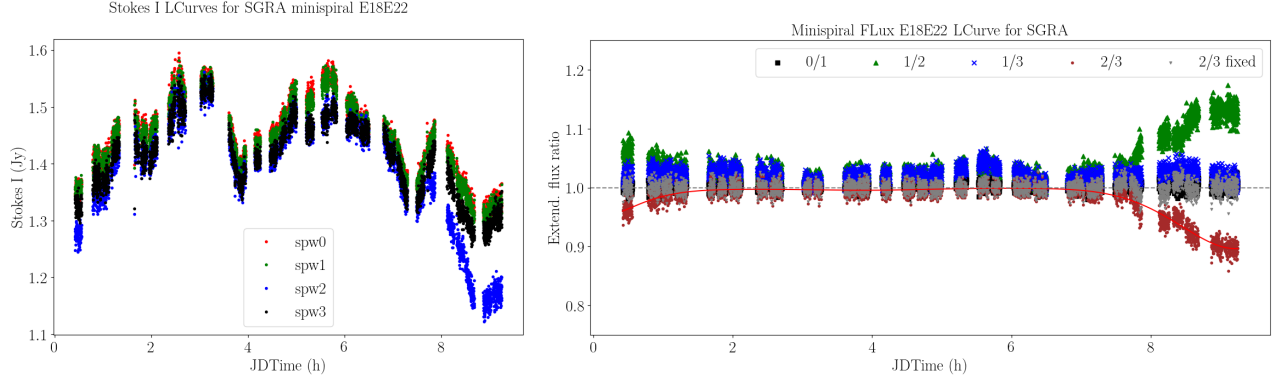 Stokes I LCurves for SGRA minispiral E18E22
1.6
1.5
1.4
1.3
1.2
1.1
Stokes I (Jy)
spw0
spw1
spw2
spw3
0 2 4 6 8
JDTime (h)
Minispiral FLux E18E22 LCurve for SGRA
0/1 1/2 1/3 2/3 2/3 fixed
1.2
1.1
1.0
0.9
0.8
Extend. flux ratio
0 2 4 6 8
JDTime (h)